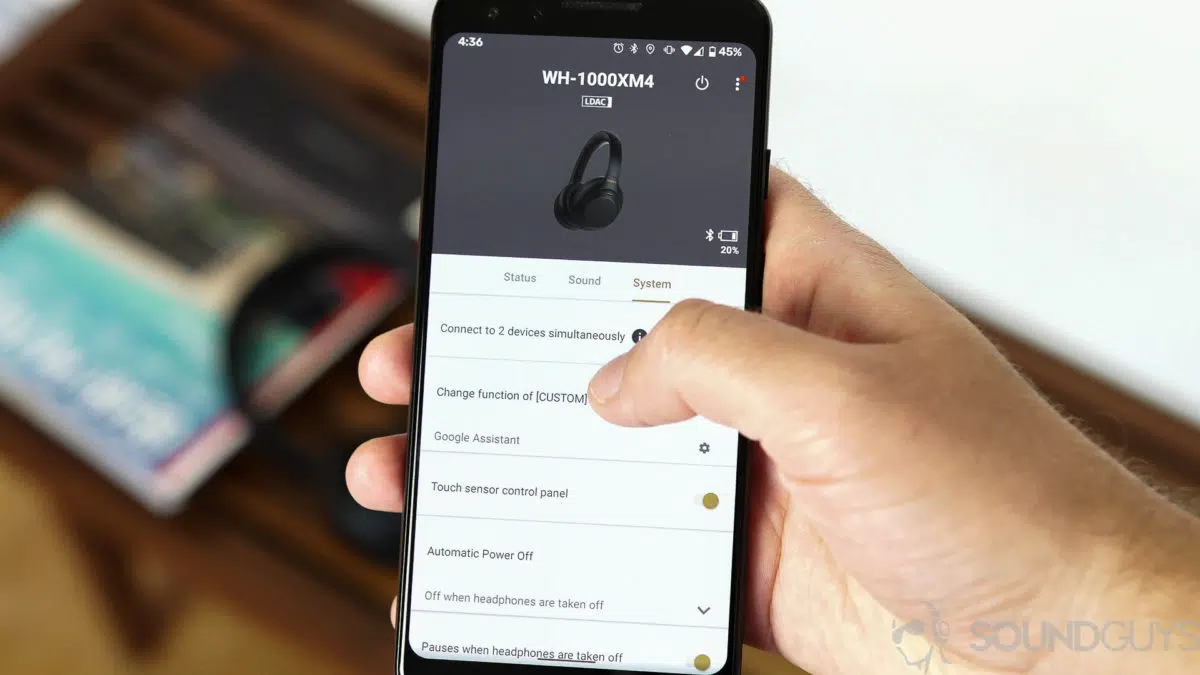 4:36
45%
WH-1000XM4
LDAC
20%
Status Sound System
Connect to 2 devices simultaneously
Change function of [CUSTOM]
Google Assistant
Touch sensor control panel
Automatic Power Off
Off when headphones are taken off
Pauses when headphones are taken off
SOUNDGUYS